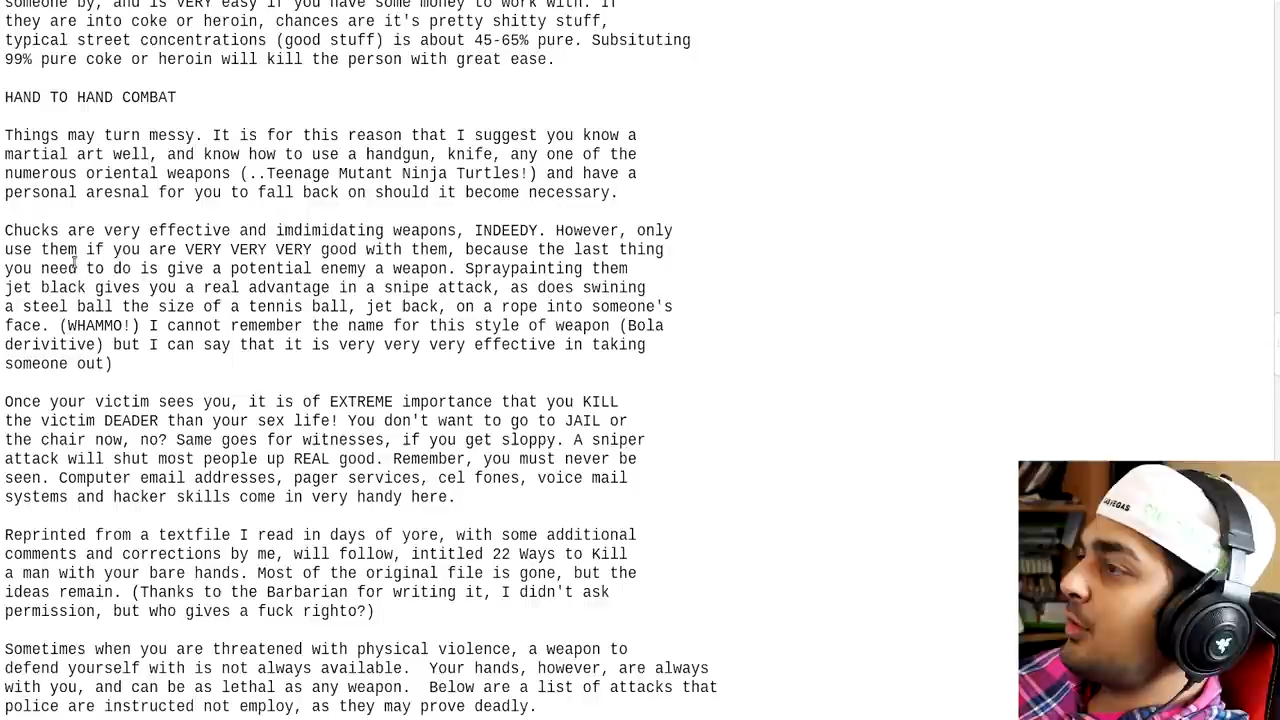 someone by, and is VERY easy if you have some money to work with. If
they are into coke or heroin, chances are it's pretty shitty stuff,
typical street concentrations (good stuff) is about 45-65% pure. Subsituting
99% pure coke or heroin will kill the person with great ease.
HAND TO HAND COMBAT
Things may turn messy. It is for this reason that I suggest you know a
martial art well, and know how to use a handgun, knife, any one of the
numerous oriental weapons (..Teenage Mutant Ninja Turtles!) and have a
personal aresnal for you to fall back on should it become necessary.
Chucks are very effective and imdimidating weapons, INDEEDY. However, only
use them if you are VERY VERY VERY good with them, because the last thing
you need to do is give a potential enemy a weapon. Spraypainting them
jet black gives you a real advantage in a snipe attack, as does swining
a steel ball the size of a tennis ball, jet back, on a rope into someone's
face. (WHAMMO!) I cannot remember the name for this style of weapon (Bola
derivitive) but I can say that it is very very very effective in taking
someone out)
Once your victim sees you, it is of EXTREME importance that you KILL
the victim DEADER than your sex life! You don't want to go to JAIL or
the chair now, no? Same goes for witnesses, if you get sloppy. A sniper
attack will shut most people up REAL good. Remember, you must never be
seen. Computer email addresses, pager services, cel fones, voice mail
systems and hacker skills come in very handy here.
Reprinted from a textfile I read in days of yore, with some additional
comments and corrections by me, will follow, intitled 22 Ways to Kill
a man with your bare hands. Most of the original file is gone, but the
ideas remain. (Thanks to the Barbarian for writing it, I didn't ask
permission, but who gives a fuck righto?)
Sometimes when you are threatened with physical violence, a weapon to
defend yourself with is not always available.  Your hands, however, are always
with you, and can be as lethal as any weapon.  Below are a list of attacks that
police are instructed not employ, as they may prove deadly.
VEGAS